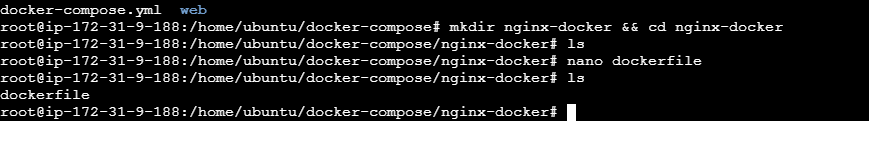 docker-compose.yml  web
root@ip-172-31-9-188:/home/ubuntu/docker-compose# mkdir nginx-docker && cd nginx-docker
root@ip-172-31-9-188:/home/ubuntu/docker-compose/nginx-docker# ls
root@ip-172-31-9-188:/home/ubuntu/docker-compose/nginx-docker# nano dockerfile
root@ip-172-31-9-188:/home/ubuntu/docker-compose/nginx-docker# ls
dockerfile
root@ip-172-31-9-188:/home/ubuntu/docker-compose/nginx-docker#